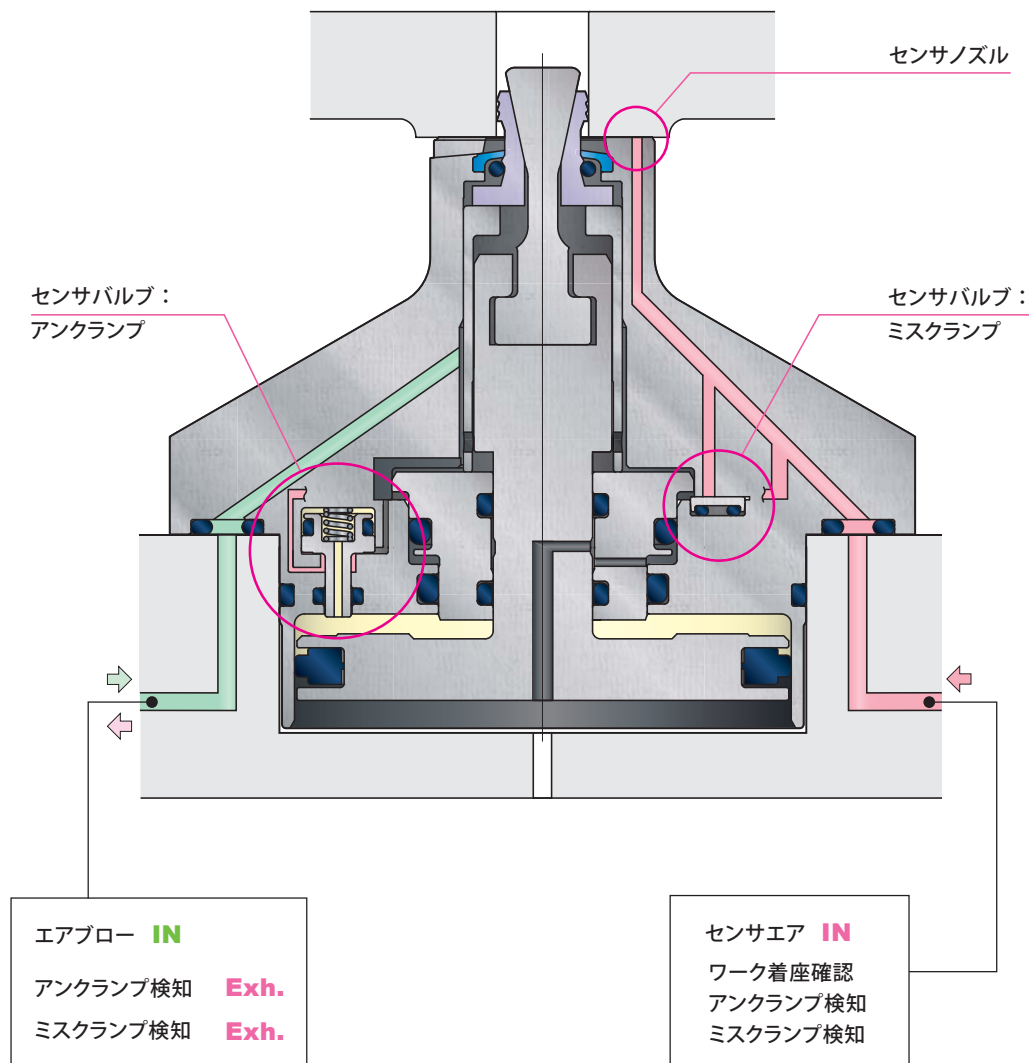 センサノズル
センサバルブ：
アンクランプ
センサバルブ：
ミスクランプ
エアブロー IN
アンクランプ検知 Exh.
ミスクランプ検知 Exh.
センサエア IN
ワーク着座確認
アンクランプ検知
ミスクランプ検知